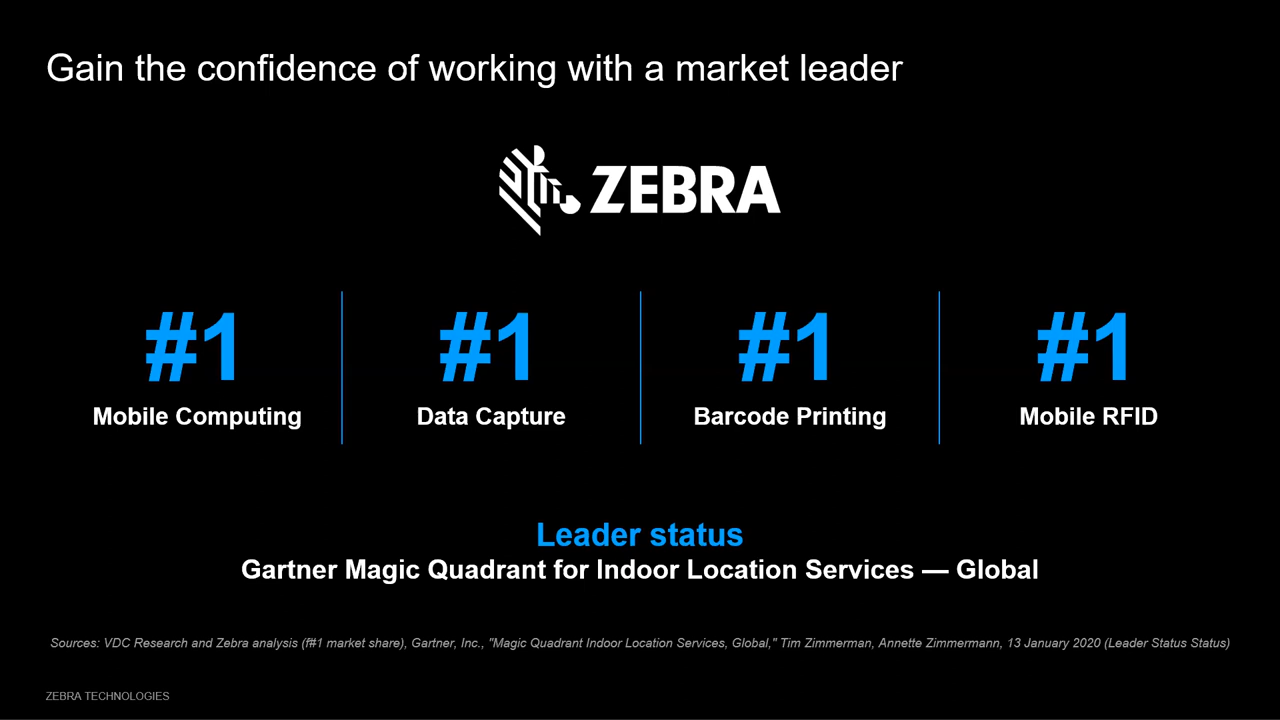 Gain the confidence of working with a market leader
ZEBRA
#1
Mobile Computing
#1
Data Capture
#1
Barcode Printing
#1
Mobile RFID
Leader status
Gartner Magic Quadrant for Indoor Location Services — Global
Sources: VDC Research and Zebra analysis (f#1 market share), Gartner, Inc., "Magic Quadrant Indoor Location Services, Global," Tim Zimmerman, Annette Zimmermann, 13 January 2020 (Leader Status Status)
ZEBRA TECHNOLOGIES